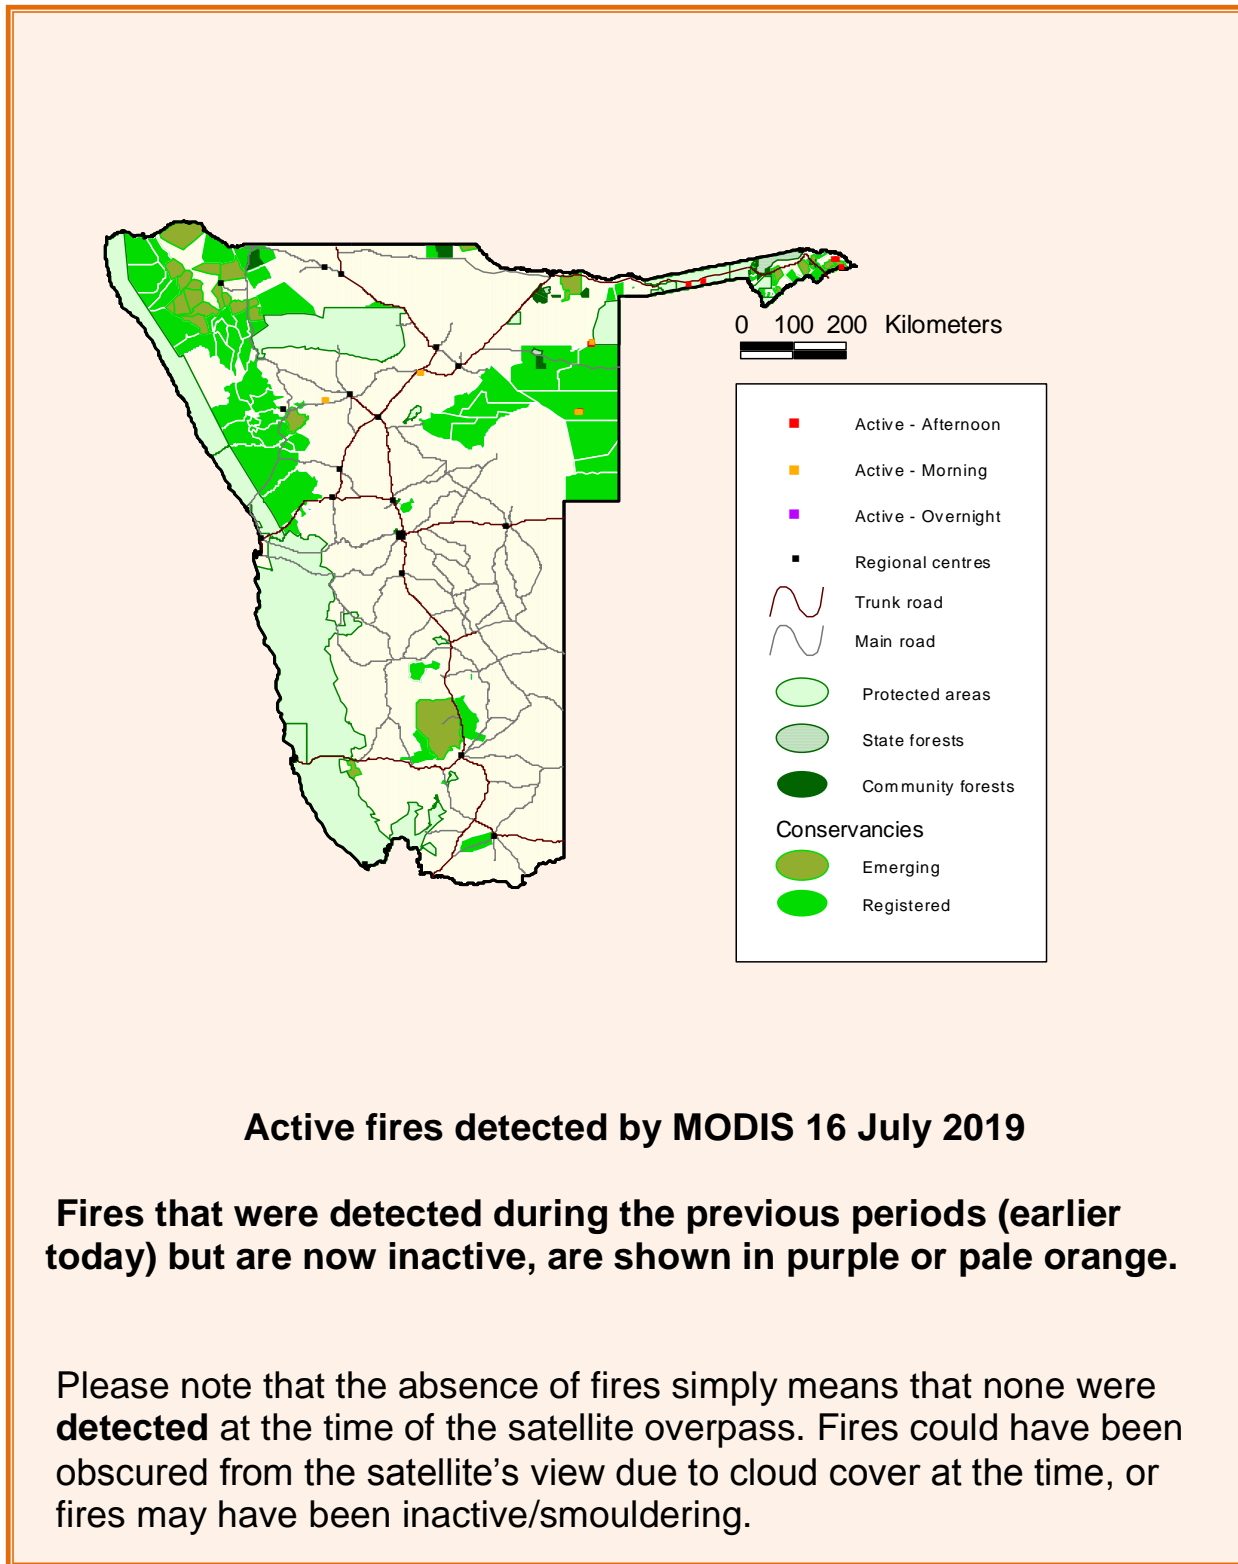 0 100 200 Kilometers
Active - Afternoon
Active - Morning
Active - Overnight
Regional centres
Trunk road
Main road
Protected areas
State forests
Community forests
Conservancies
Emerging
Registered
Active fires detected by MODIS 16 July 2019
Fires that were detected during the previous periods (earlier
today) but are now inactive, are shown in purple or pale orange.
Please note that the absence of fires simply means that none were
detected at the time of the satellite overpass. Fires could have been
obscured from the satellite's view due to cloud cover at the time, or
fires may have been inactive/smouldering.